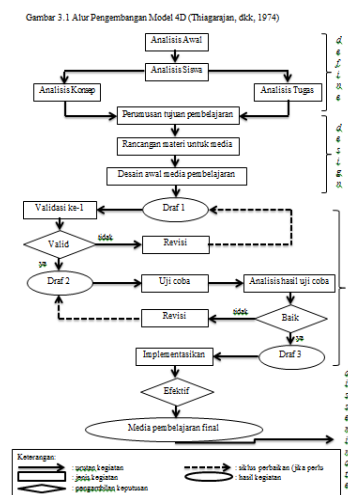 Gambar 3.1 Alur Pengembangan Model 4D (Thiagarajan, dkk, 1974)
Analisis Awal
Analisis Siswa
Analisis Konsep
Analisis Tugas
Perumusan tujuan pembelajaran
d
e
f
i
n
e
Rancangan materi untuk media
Desain awal media pembelajaran
d
e
s
i
g
n
Draf 1
Validasi ke-1
Valid
tidak
Revisi
ya
Draf 2
Uji coba
Analisis hasil uji coba
Revisi
tidak
Baik
ya
Draf 3
Implementasikan
Efektif
Media pembelajaran final
Keterangan:
: urutan kegiatan
: siklus perbaikan (jika perlu
: jenis kegiatan
: hasil kegiatan
: pengambilan keputusan